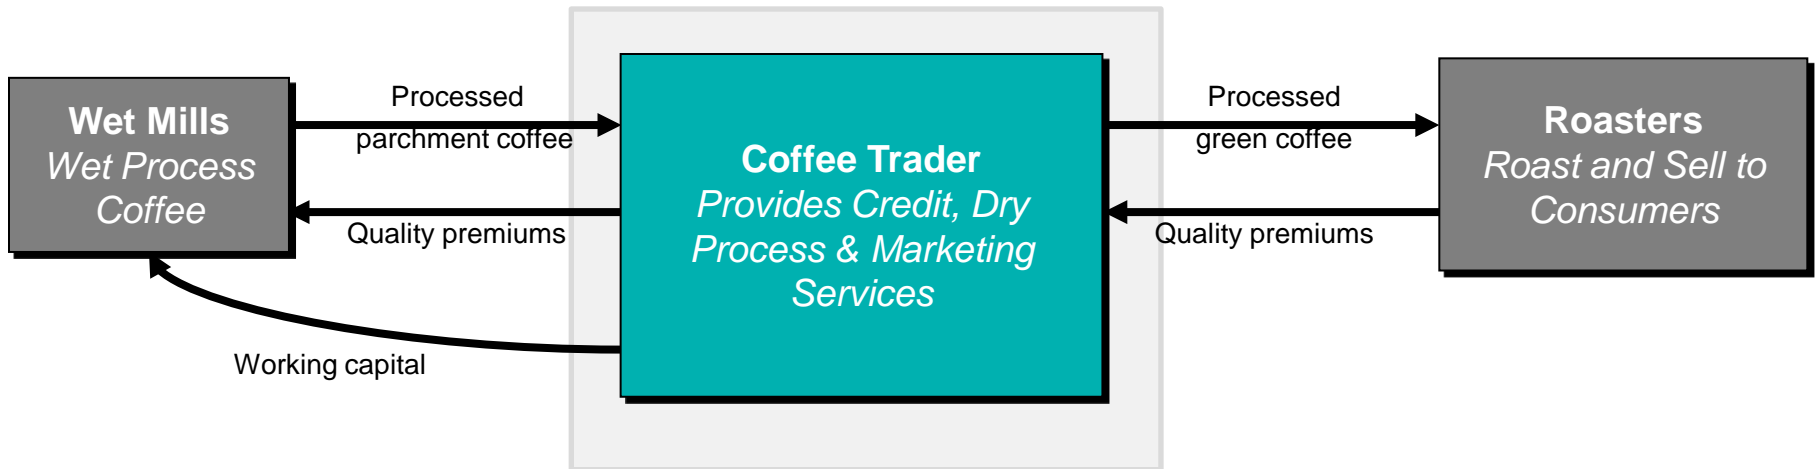 Wet Mills
Wet Process
Coffee
Processed
parchment coffee
Quality premiums
Working capital
Coffee Trader
Provides Credit, Dry
Process & Marketing
Services
Processed
green coffee
Quality premiums
Roasters
Roast and Sell to
Consumers